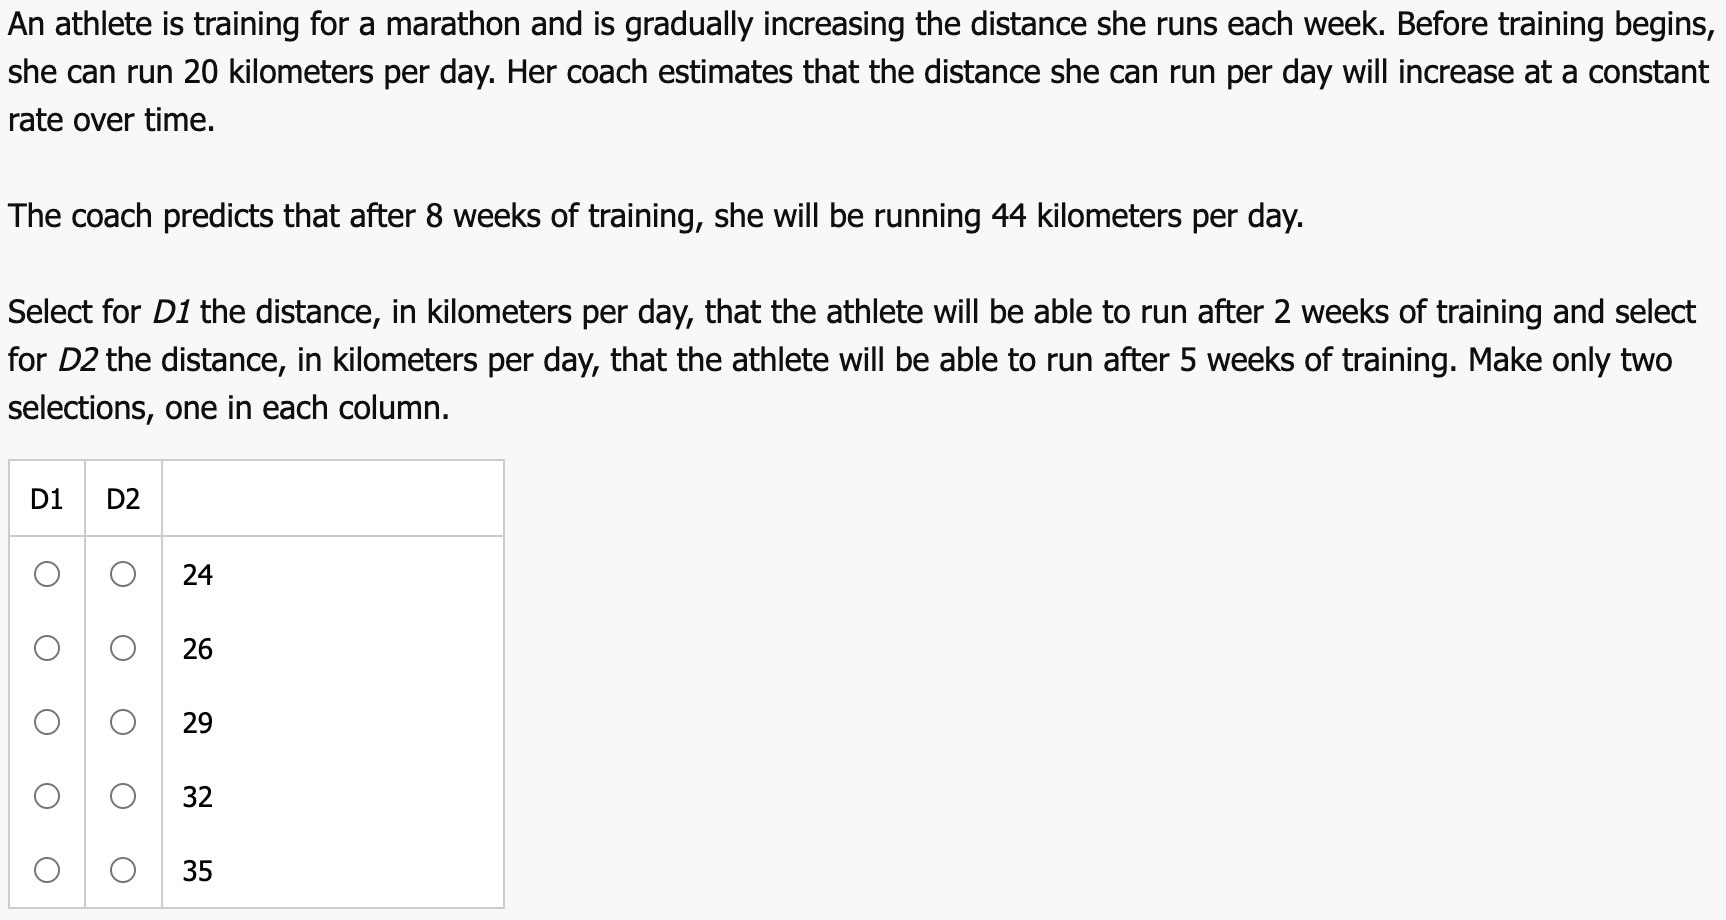 An athlete is training for a marathon and is gradually increasing the distance she runs each week. Before training begins,
she can run 20 kilometers per day. Her coach estimates that the distance she can run per day will increase at a constant
rate over time.
The coach predicts that after 8 weeks of training, she will be running 44 kilometers per day.
Select for D1 the distance, in kilometers per day, that the athlete will be able to run after 2 weeks of training and select
for D2 the distance, in kilometers per day, that the athlete will be able to run after 5 weeks of training. Make only two
selections, one in each column.
D1 D2
24
26
29
32
35